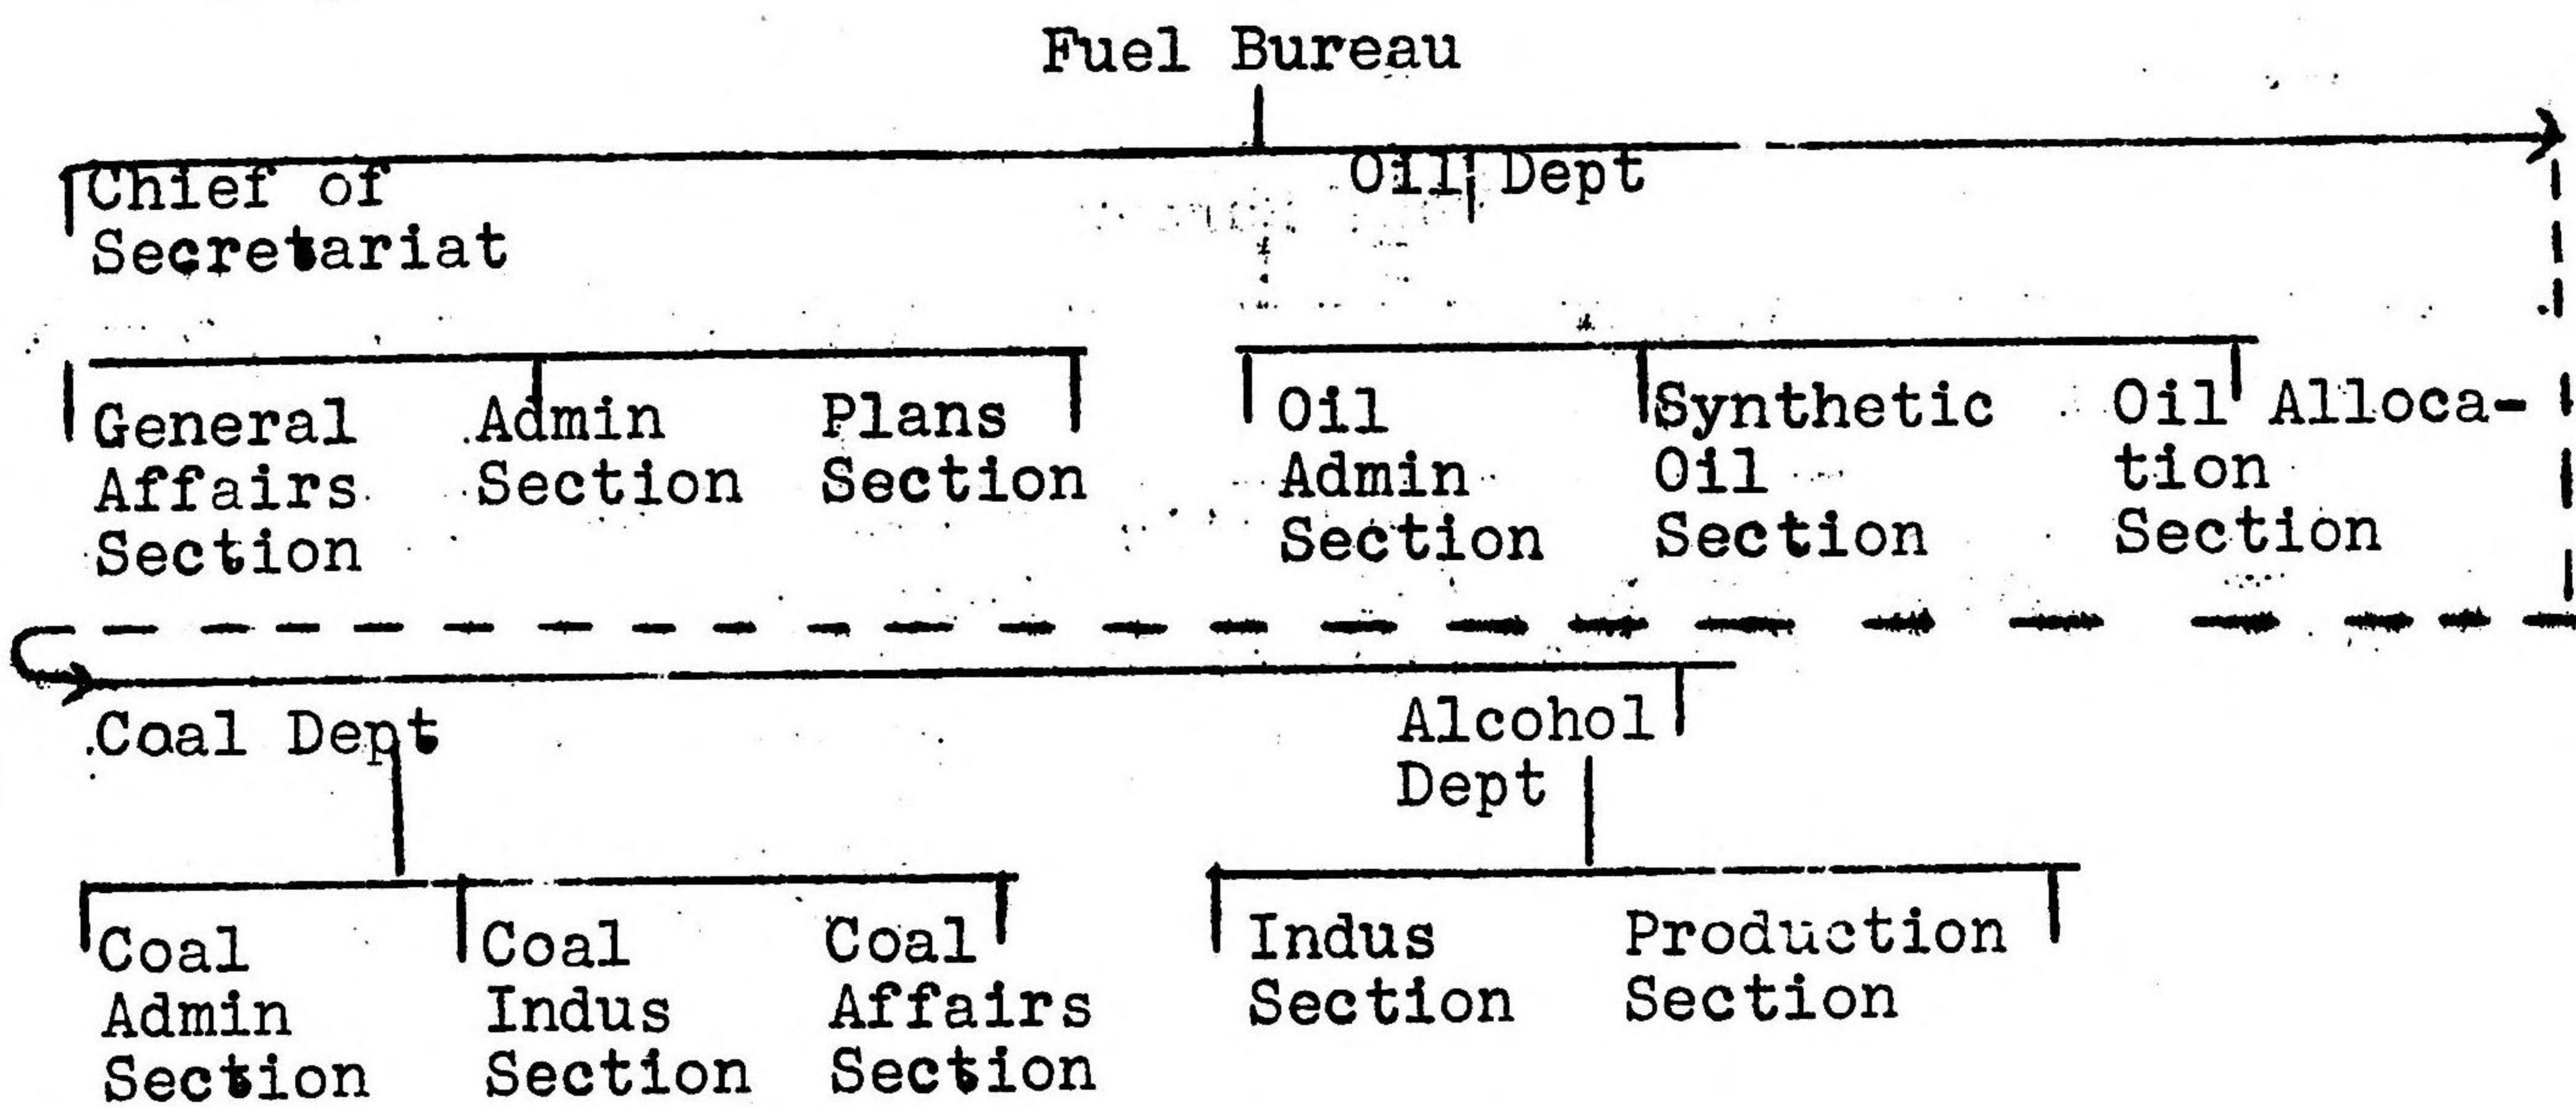 Fuel Bureau
Chief of
Secretariat
Oil Dept
General
Affairs
Section
Admin
Section
Plans
Section
Oil
Admin
Section
Synthetic
Oil
Section
Oil Alloca-
tion
Section
Coal Dept
Alcohol
Dept
Coal
Admin
Section
Coal
Indus
Section
Coal
Affairs
Section
Indus
Section
Production
Section